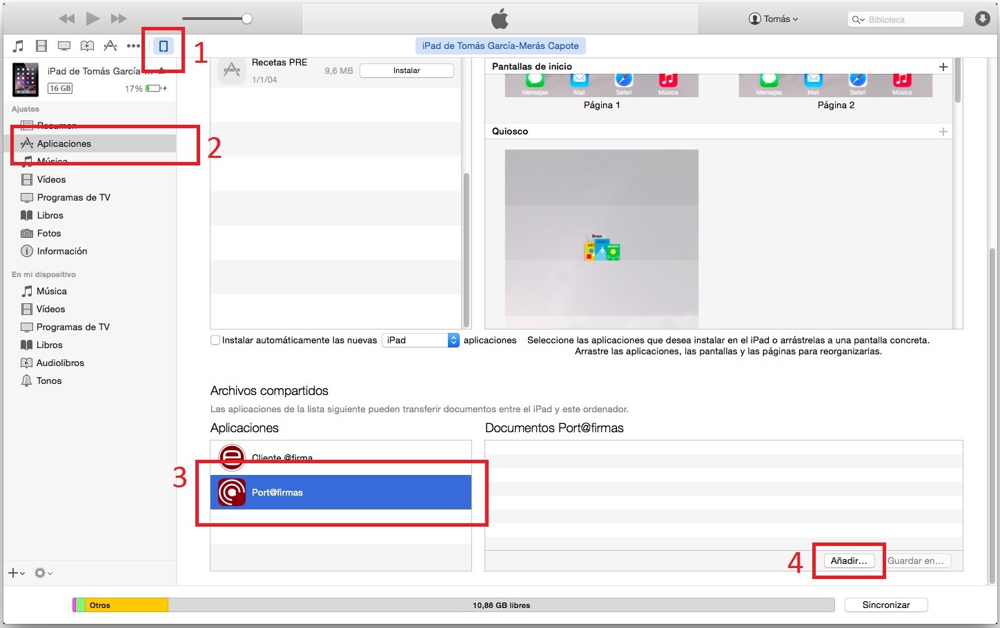 Tomás
Biblioteca
1
iPad de Tomás García-Merás Capote
iPad de Tomás García-...
16 GB
17%
Ajustes
Resumen
Aplicaciones
2
Música
Vídeos
Programas de TV
Libros
Fotos
Información
En mi dispositivo
Música
Vídeos
Programas de TV
Libros
Audiolibros
Tonos
Recetas PRE
1/1/04
9,6 MB
Instalar
Pantallas de inicio
Mensajes Mail Safari Música
Mensajes Mail Safari Música
Página 1
Página 2
Quiosco
ART
TRAVEL
SPORTS
Instalar automáticamente las nuevas iPad aplicaciones
Seleccione las aplicaciones que desea instalar en el iPad o arrástrelas a una pantalla concreta.
Arrastre las aplicaciones, las pantallas y las páginas para reorganizarlas.
Archivos compartidos
Las aplicaciones de la lista siguiente pueden transferir documentos entre el iPad y este ordenador.
Aplicaciones
Documentos Port@firmas
Cliente @firma
3
Port@firmas
4
Añadir...
Guardar en...
Otros
10,88 GB libres
Sincronizar